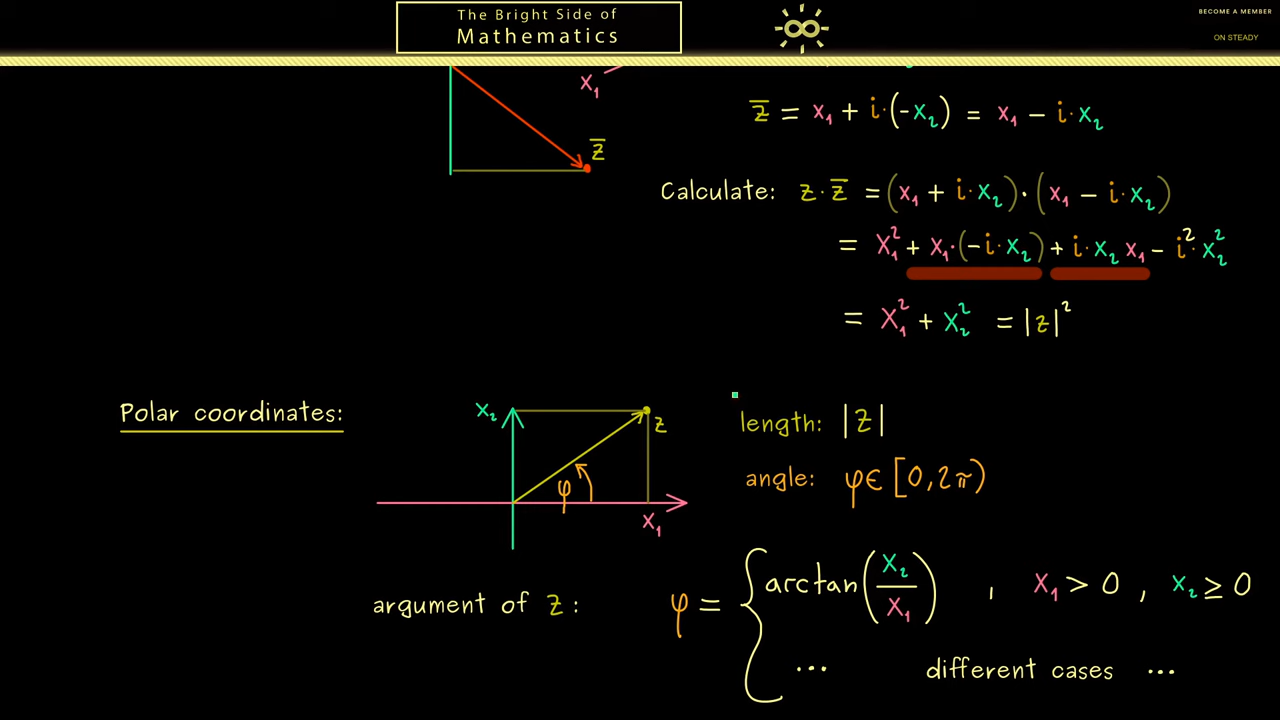 The Bright Side of
Mathematics
BECOME A MEMBER
ON STEADY
x₁
z̅
z̅ = x₁ + i·(-x₂) = x₁ - i·x₂
Calculate: z·z̅ = (x₁ + i·x₂)·(x₁ - i·x₂)
= x₁² + x₁·(-i·x₂) + i·x₂ x₁ - i²·x₂²
= x₁² + x₂² = |z|²
Polar coordinates:
x₂
z
φ
x₁
length: |z|
angle: φ∈[0,2π)
argument of z: φ = { arctan(x₂/x₁) , x₁ > 0 , x₂ ≥ 0
... different cases ...